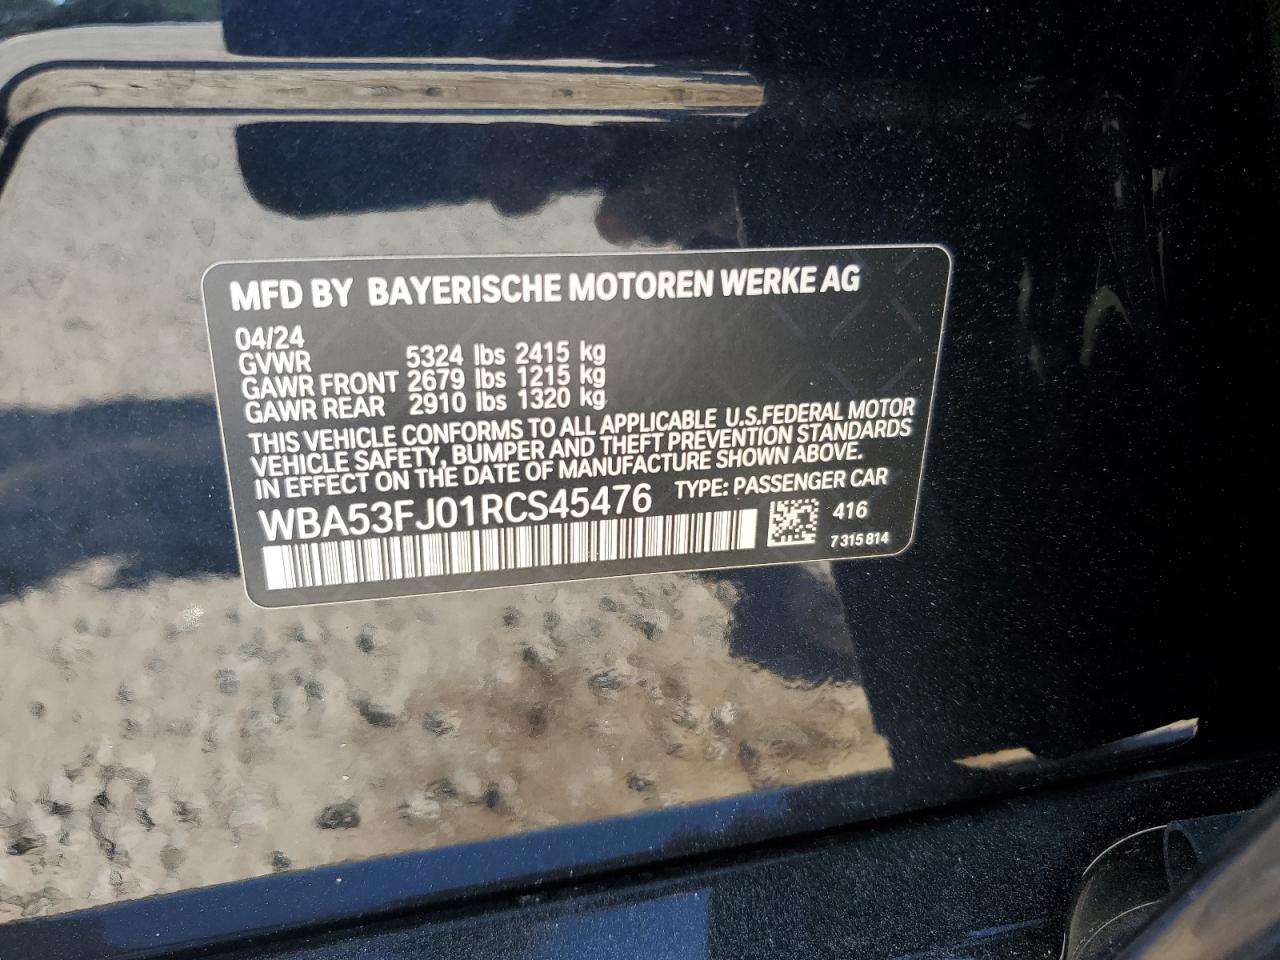 MFD BY BAYERISCHE MOTOREN WERKE AG
04/24
GVWR 5324 lbs 2415 kg
GAWR FRONT 2679 lbs 1215 kg
GAWR REAR 2910 lbs 1320 kg
THIS VEHICLE CONFORMS TO ALL APPLICABLE U.S.FEDERAL MOTOR
VEHICLE SAFETY, BUMPER AND THEFT PREVENTION STANDARDS
IN EFFECT ON THE DATE OF MANUFACTURE SHOWN ABOVE.
WBA53FJ01RCS45476 TYPE: PASSENGER CAR
416
7 315 814